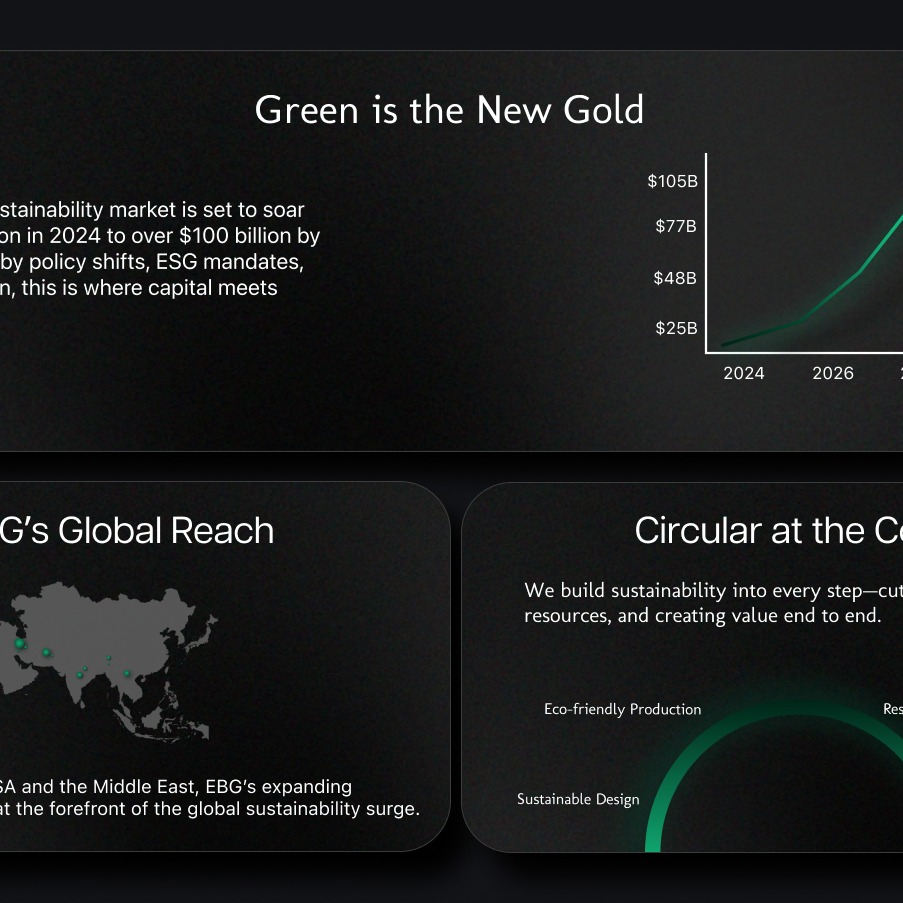 Green is the New Gold
stainability market is set to soar
on in 2024 to over $100 billion by
by policy shifts, ESG mandates,
n, this is where capital meets
$105B
$77B
$48B
$25B
2024 2026 2
G’s Global Reach
SA and the Middle East, EBG’s expanding
at the forefront of the global sustainability surge.
Circular at the Co
We build sustainability into every step—cut
resources, and creating value end to end.
Eco-friendly Production
Res
Sustainable Design